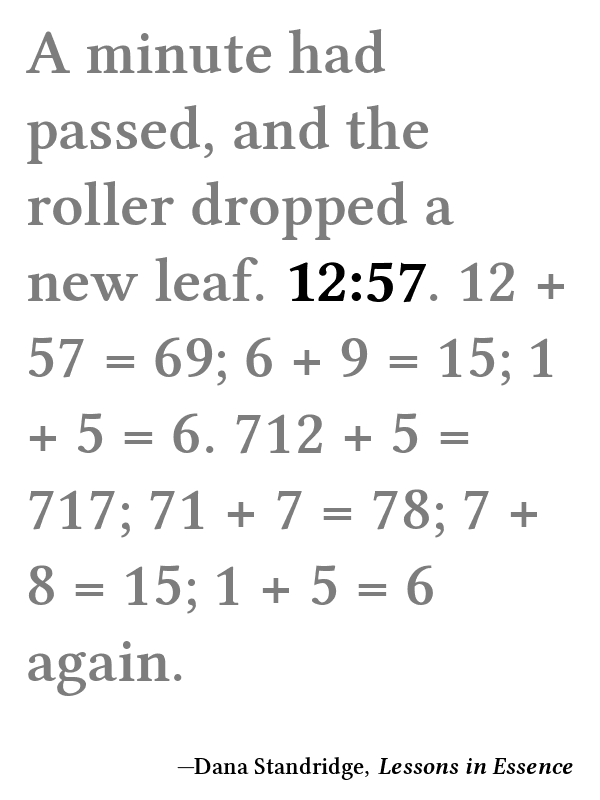 A minute had
passed, and the
roller dropped a
new leaf. 12:57. 12 +
57 = 69; 6 + 9 = 15; 1
+ 5 = 6. 712 + 5 =
717; 71 + 7 = 78; 7 +
8 = 15; 1 + 5 = 6
again.
—Dana Standridge, Lessons in Essence